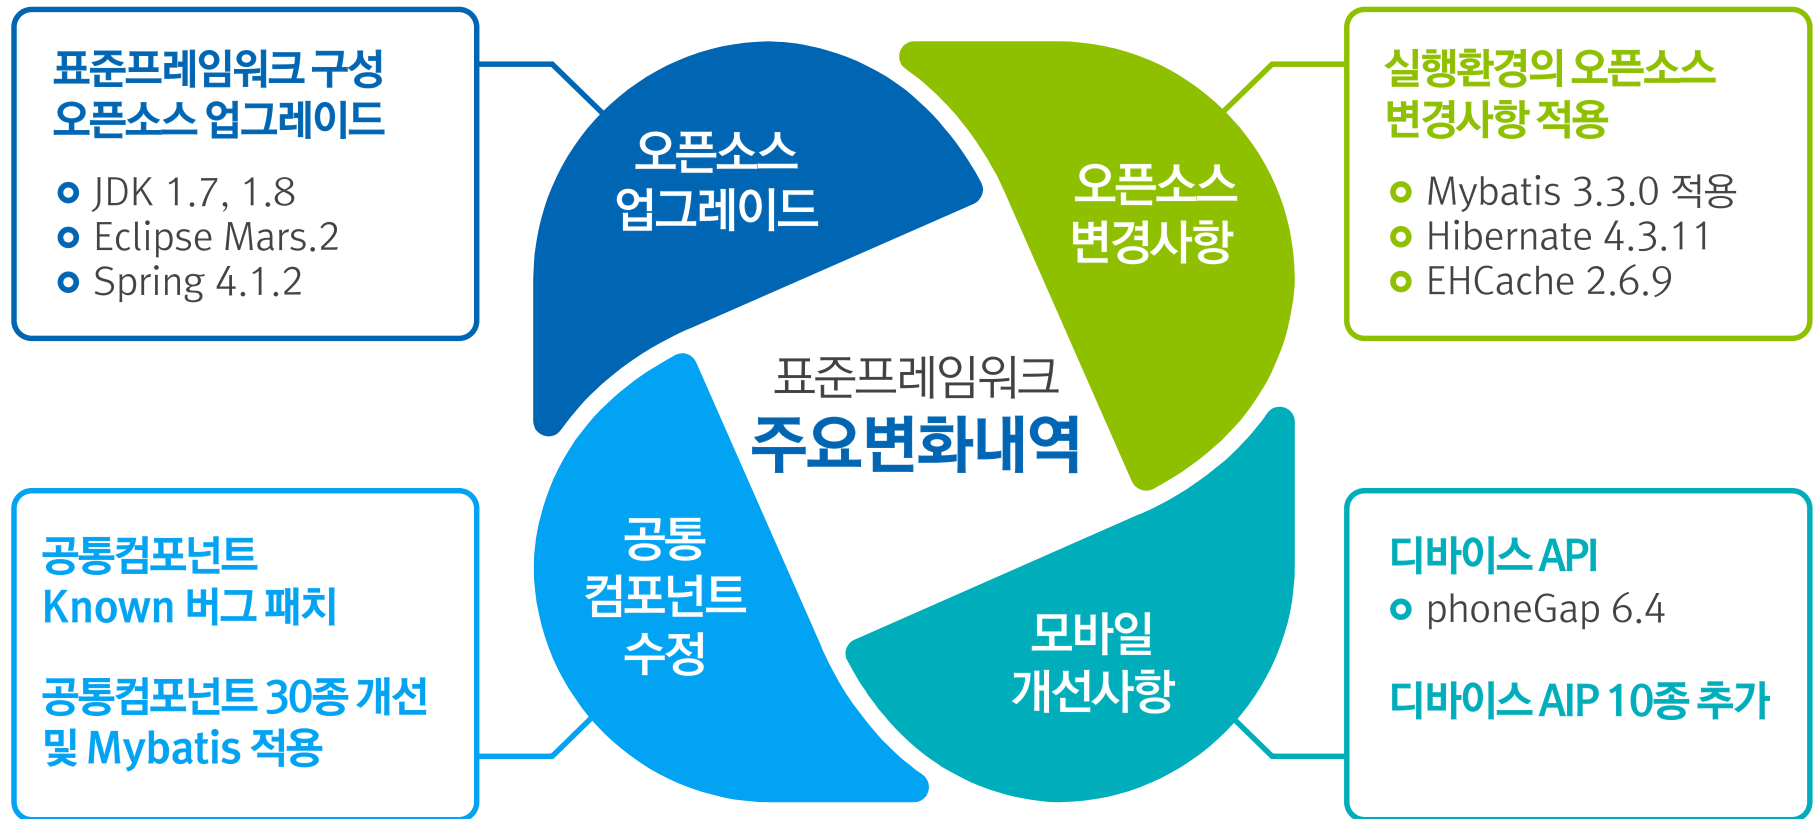 표준프레임워크 구성
오픈소스 업그레이드
JDK 1.7, 1.8
Eclipse Mars.2
Spring 4.1.2
오픈소스
업그레이드
오픈소스
변경사항
실행환경의 오픈소스
변경사항 적용
Mybatis 3.3.0 적용
Hibernate 4.3.11
EHCache 2.6.9
표준프레임워크
주요변화내역
공통컴포넌트
Known 버그 패치
공통컴포넌트 30종 개선
및 Mybatis 적용
공통
컴포넌트
수정
모바일
개선사항
디바이스 API
phoneGap 6.4
디바이스 AIP 10종 추가